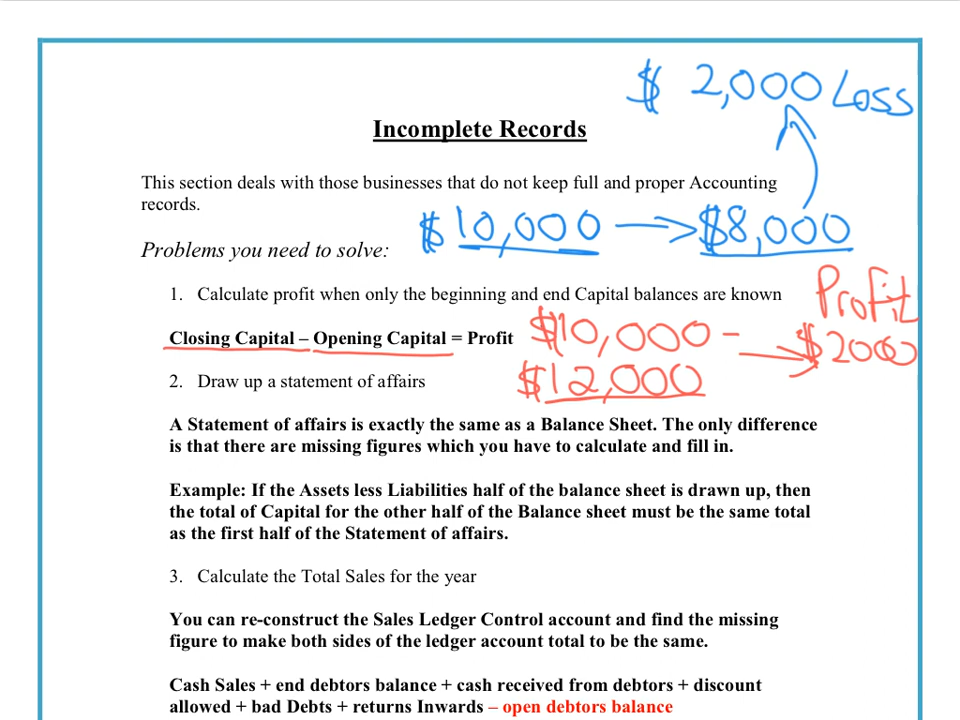 $ 2,000 Loss
Incomplete Records
This section deals with those businesses that do not keep full and proper Accounting
records.
$10,000 → $8,000
Problems you need to solve:
1. Calculate profit when only the beginning and end Capital balances are known
Profit
Closing Capital – Opening Capital = Profit
$10,000 –
$2000
2. Draw up a statement of affairs
$12,000
A Statement of affairs is exactly the same as a Balance Sheet. The only difference
is that there are missing figures which you have to calculate and fill in.
Example: If the Assets less Liabilities half of the balance sheet is drawn up, then
the total of Capital for the other half of the Balance sheet must be the same total
as the first half of the Statement of affairs.
3. Calculate the Total Sales for the year
You can re-construct the Sales Ledger Control account and find the missing
figure to make both sides of the ledger account total to be the same.
Cash Sales + end debtors balance + cash received from debtors + discount
allowed + bad Debts + returns Inwards – open debtors balance